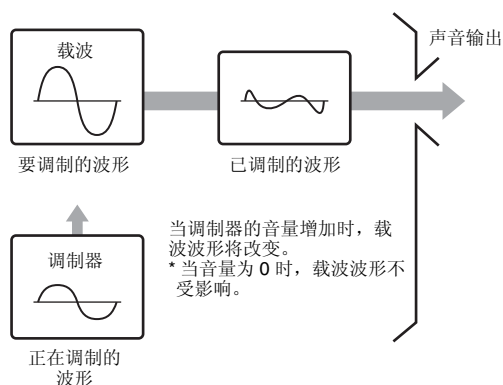 载波
声音输出
要调制的波形
已调制的波形
当调制器的音量增加时，载
波波形将改变。
* 当音量为 0 时，载波波形不
受影响。
调制器
正在调制的
波形